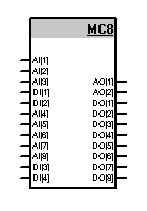 MC8
AI[1]
AI[2]
AI[3]
DI[1]
DI[2]
AI[4]
AI[5]
AI[6]
AI[7]
AI[8]
DI[3]
DI[4]
AO[1]
AO[2]
DO[1]
DO[2]
DO[3]
DO[4]
DO[5]
DO[6]
DO[7]
DO[8]